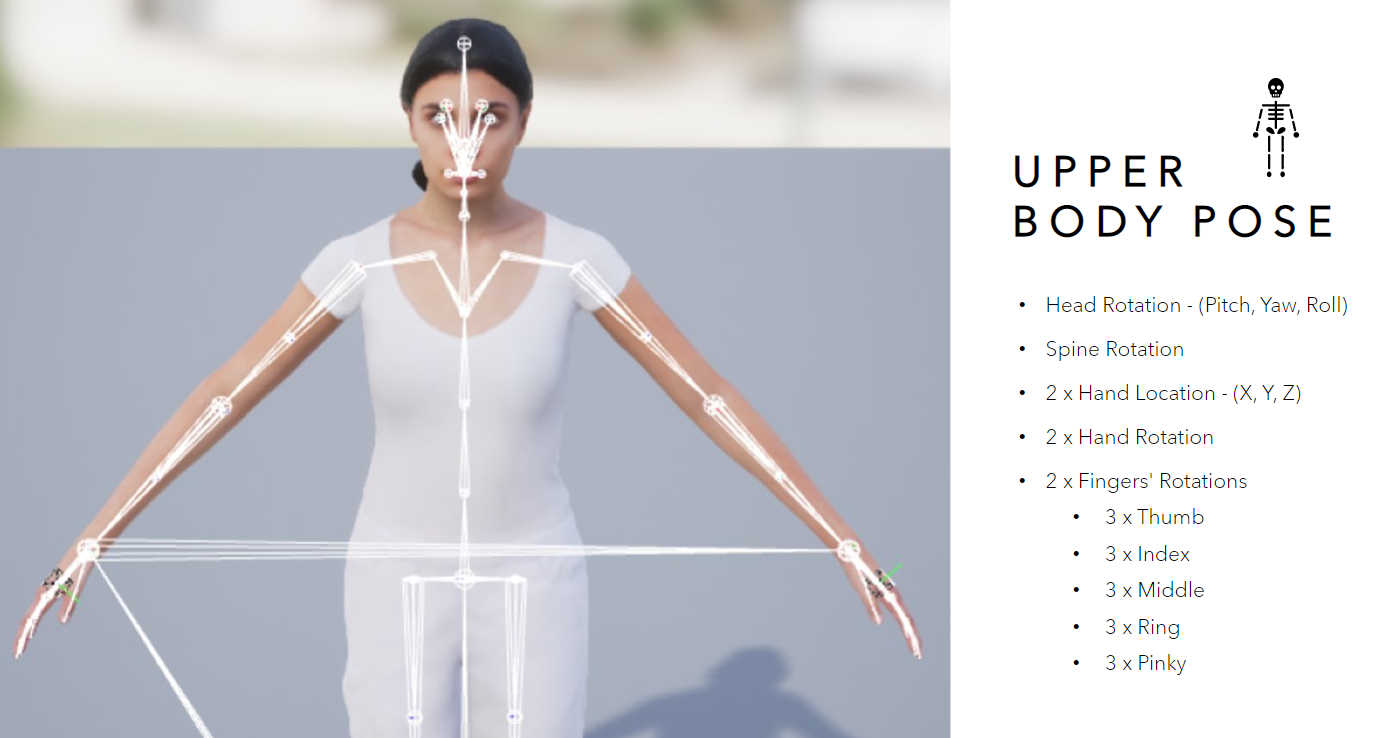 UPPER
BODY POSE
• Head Rotation - (Pitch, Yaw, Roll)
• Spine Rotation
• 2 x Hand Location - (X, Y, Z)
• 2 x Hand Rotation
• 2 x Fingers' Rotations
• 3 x Thumb
• 3 x Index
• 3 x Middle
• 3 x Ring
• 3 x Pinky